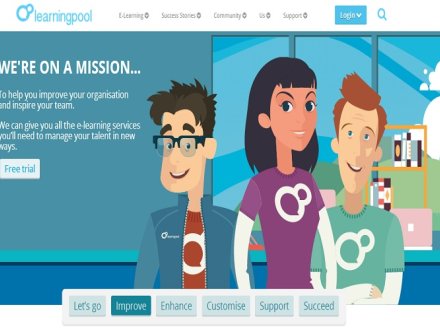 learningpool
E-Learning
Success Stories
Community
Us
Support
Login
WE'RE ON A MISSION...
To help you improve your organisation
and inspire your team.
We can give you all the e-learning services
you'll need to manage your talent in new
ways.
Free trial
learningpool
Let's go
Improve
Enhance
Customise
Support
Succeed